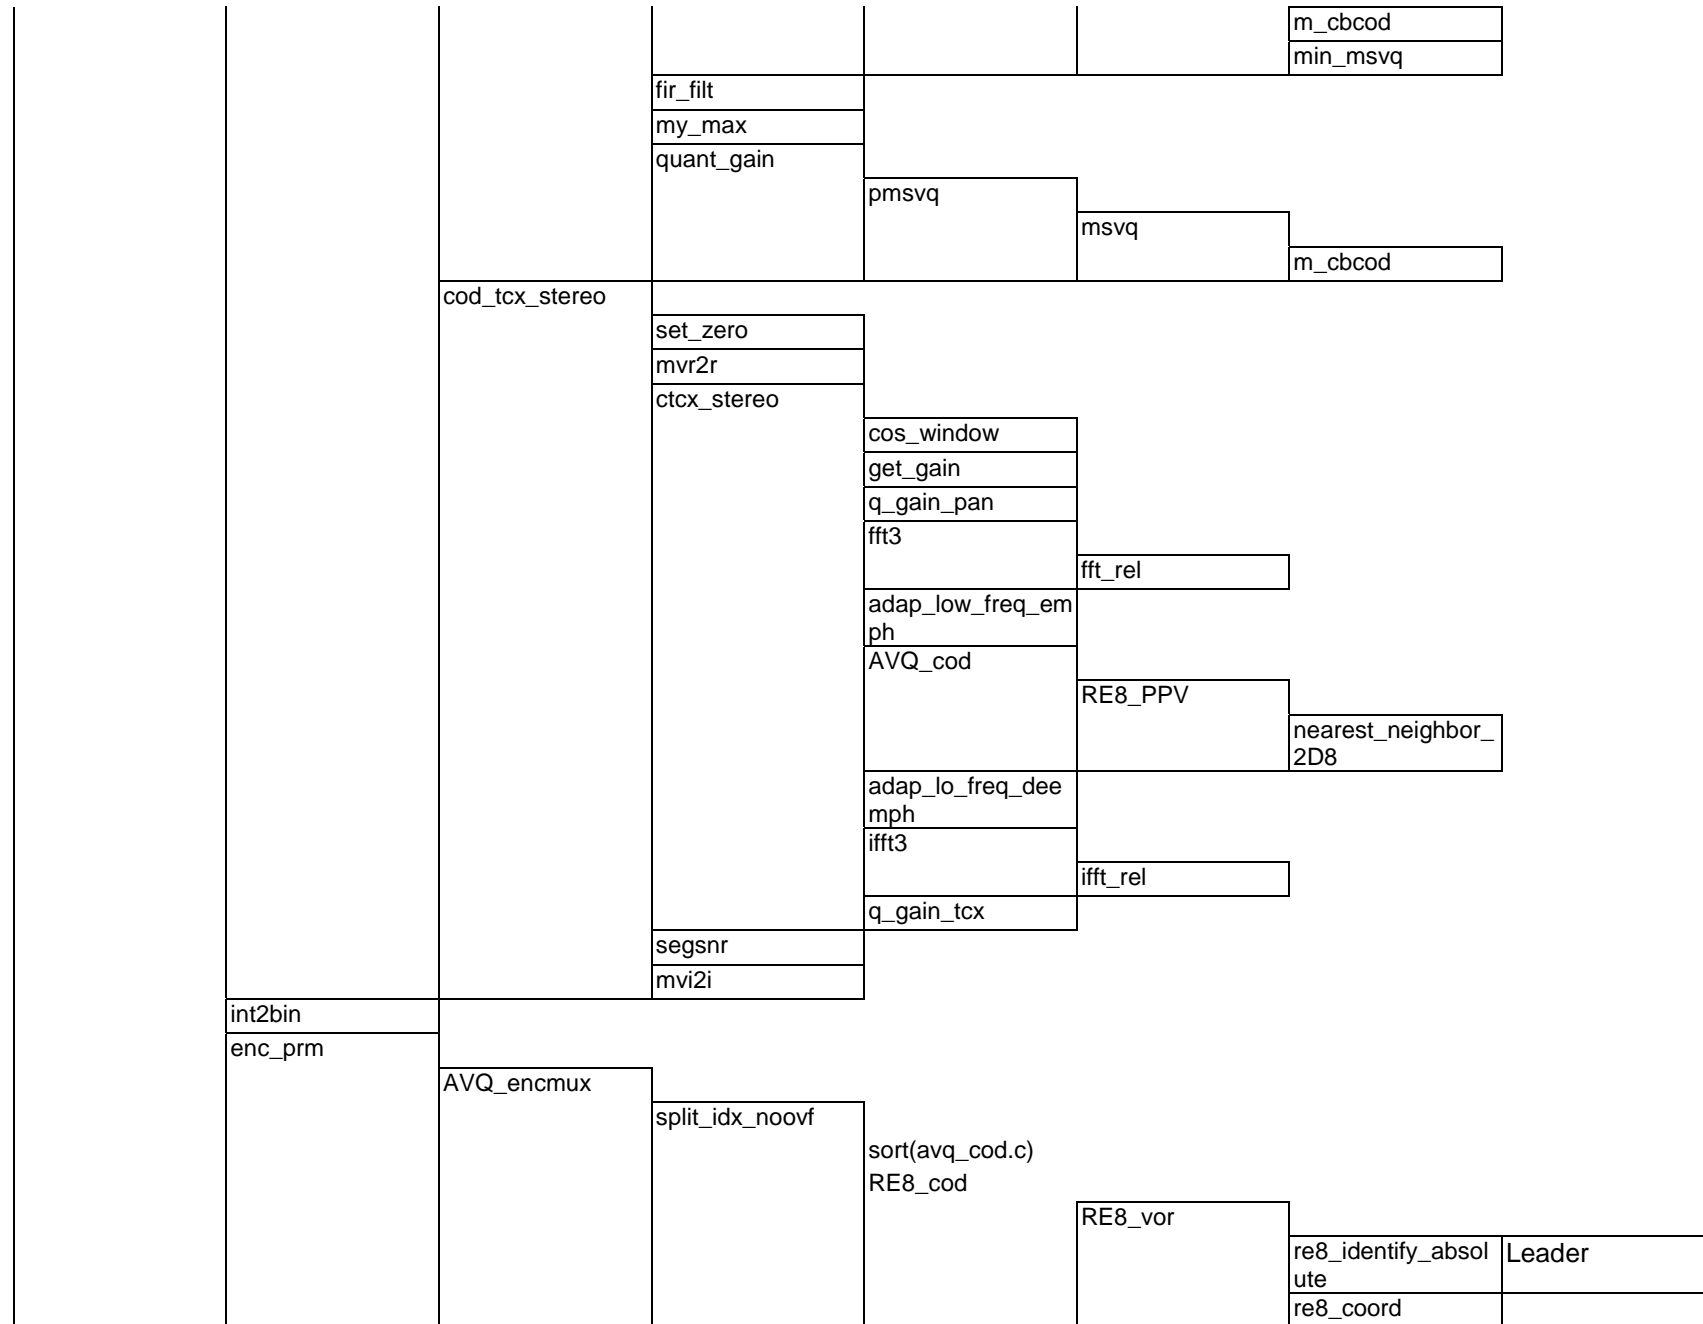 m_cbcod
min_msvq
fir_filt
my_max
quant_gain
pmsvq
msvq
m_cbcod
cod_tcx_stereo
set_zero
mvr2r
ctcx_stereo
cos_window
get_gain
q_gain_pan
fft3
fft_rel
adap_low_freq_em
ph
AVQ_cod
RE8_PPV
nearest_neighbor_
2D8
adap_lo_freq_dee
mph
ifft3
ifft_rel
q_gain_tcx
segsnr
mvi2i
int2bin
enc_prm
AVQ_encmux
split_idx_noovf
sort(avq_cod.c)
RE8_cod
RE8_vor
re8_identify_absol Leader
ute
re8_coord